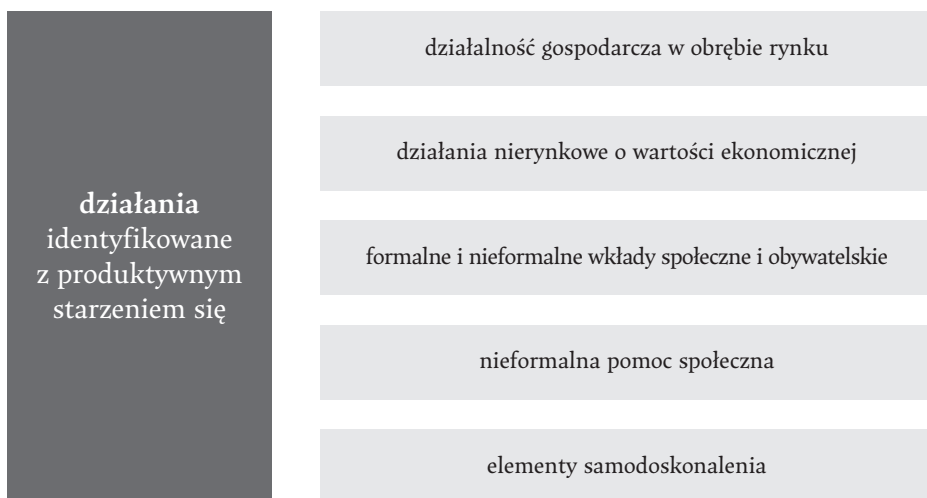 działania
identyfikowane
z produktywnym
starzeniem się
działalność gospodarcza w obrębie rynku
działania nierynkowe o wartości ekonomicznej
formalne i nieformalne wkłady społeczne i obywatelskie
nieformalna pomoc społeczna
elementy samodoskonalenia